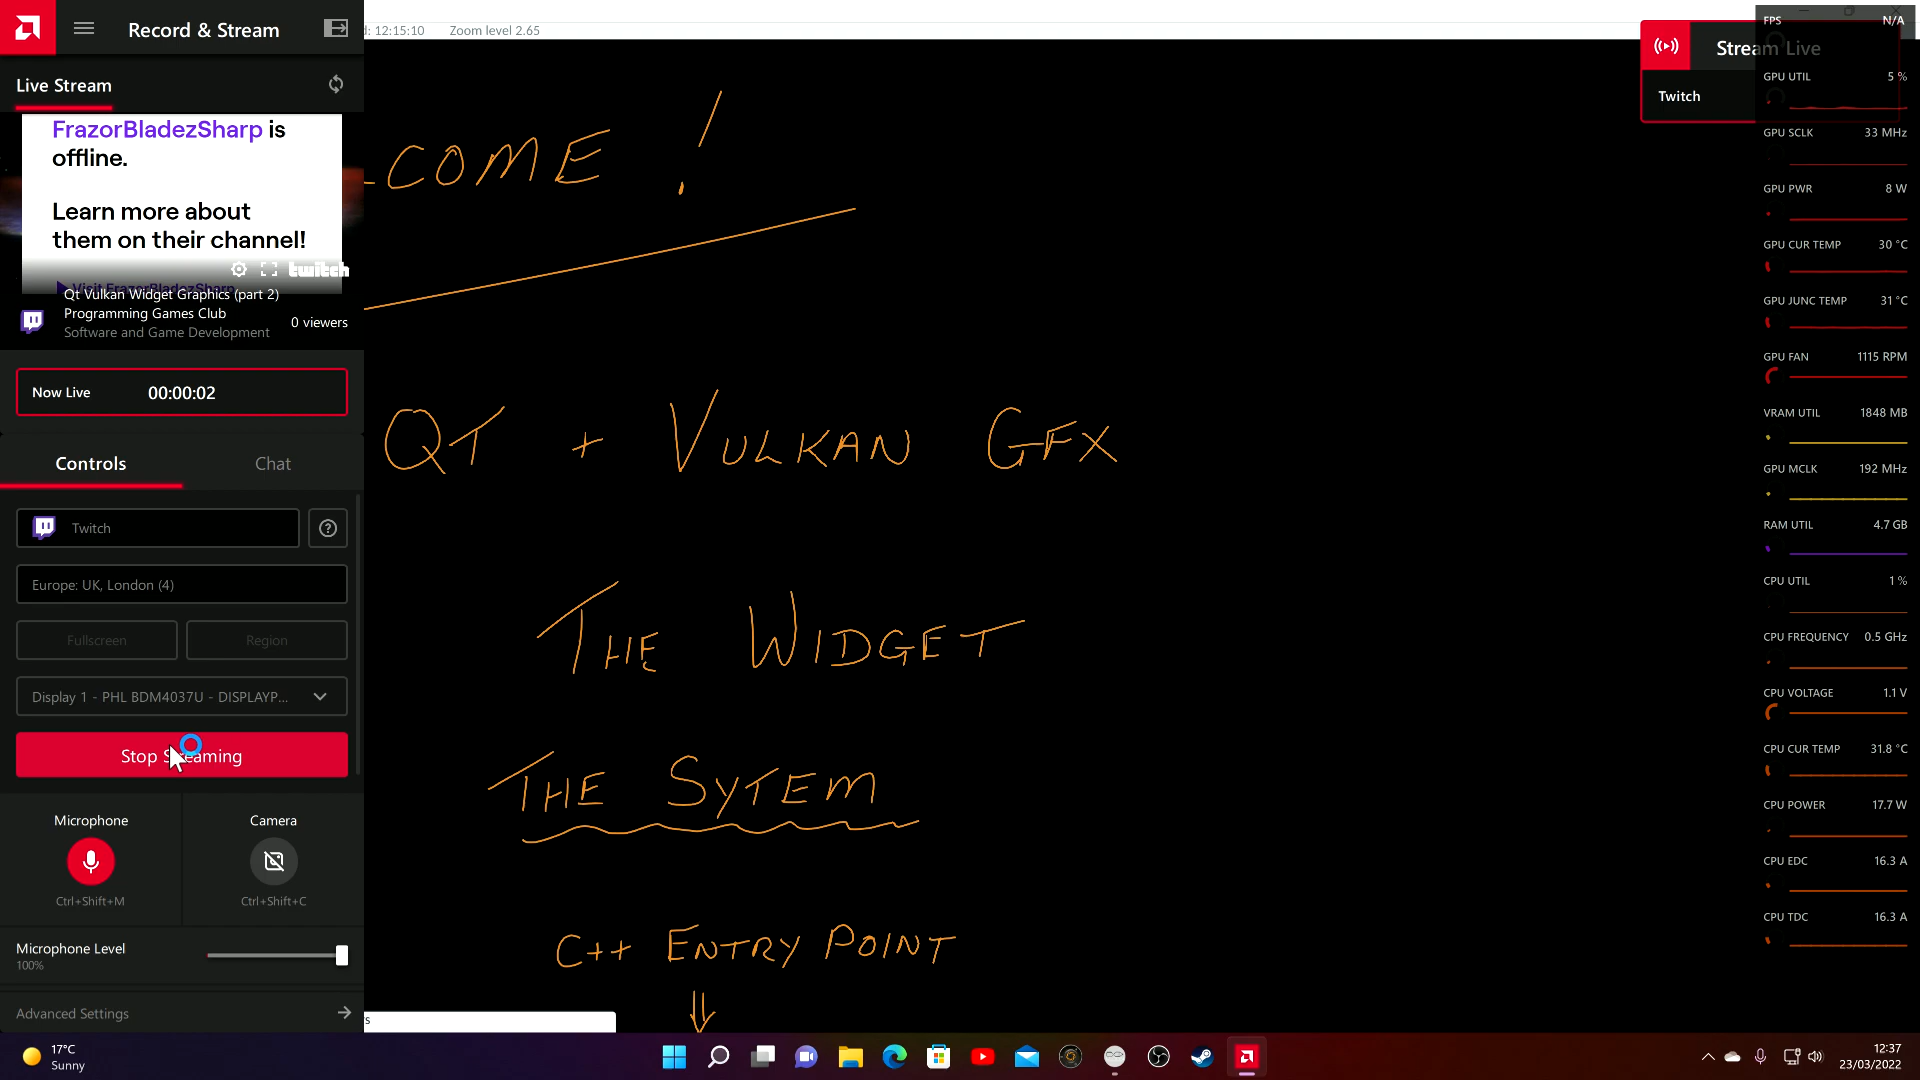 Record & Stream
d: 12:15:10 Zoom level 2.65
Live Stream
FrazorBladezSharp is
offline.
Learn more about
them on their channel!
twitch
Visit FrazorBladezSharp
Qt Vulkan Widget Graphics (part 2)
Programming Games Club
Software and Game Development
0 viewers
Now Live 00:00:02
Controls Chat
Twitch
Europe: UK, London (4)
Fullscreen Region
Display 1 - PHL BDM4037U - DISPLAYP...
Stop Streaming
Microphone Camera
Ctrl+Shift+M Ctrl+Shift+C
Microphone Level
100%
Advanced Settings
COME !
QT + VULKAN GFX
THE WIDGET
THE SYTEM
C++ ENTRY POINT
s
Stream Live
Twitch
FPS N/A
GPU UTIL 5 %
GPU SCLK 33 MHz
GPU PWR 8 W
GPU CUR TEMP 30 °C
GPU JUNC TEMP 31 °C
GPU FAN 1115 RPM
VRAM UTIL 1848 MB
GPU MCLK 192 MHz
RAM UTIL 4.7 GB
CPU UTIL 1 %
CPU FREQUENCY 0.5 GHz
CPU VOLTAGE 1.1 V
CPU CUR TEMP 31.8 °C
CPU POWER 17.7 W
CPU EDC 16.3 A
CPU TDC 16.3 A
17°C
Sunny
12:37
23/03/2022